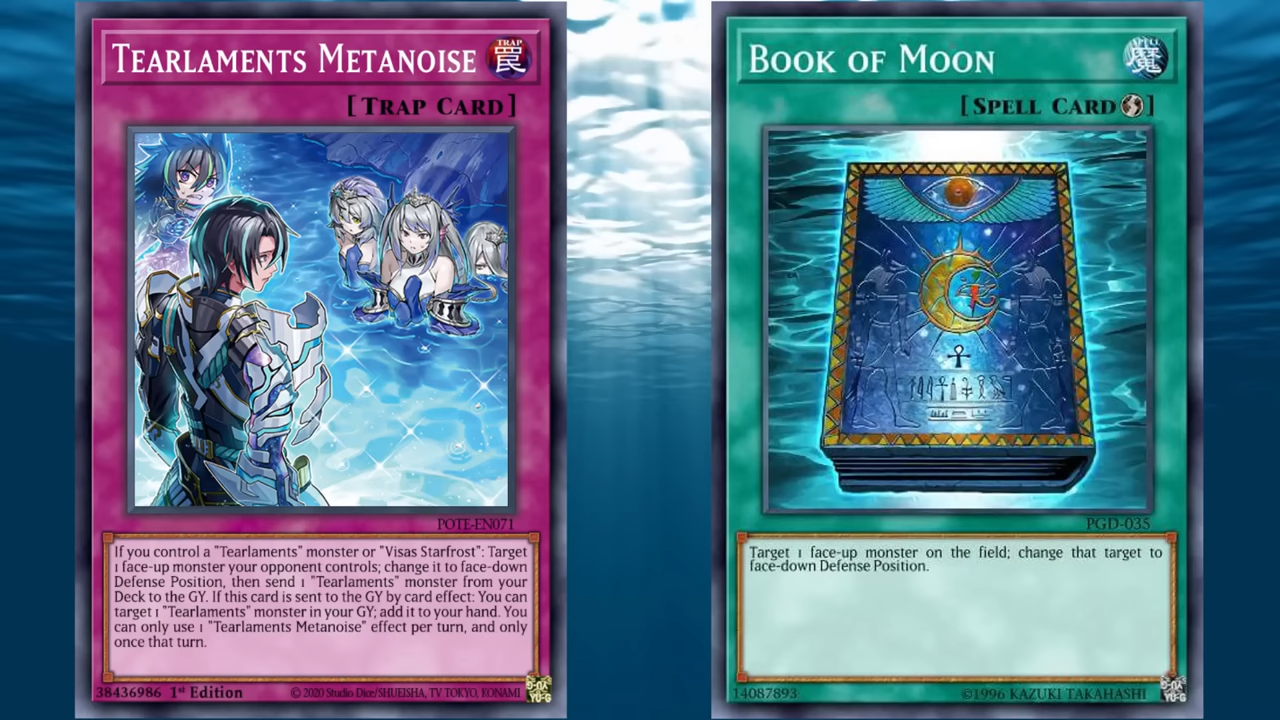 TEARLAMENTS METANOISE
TRAP
罠
[TRAP CARD]
POTE-EN071
If you control a "Tearlaments" monster or "Visas Starfrost": Target
1 face-up monster your opponent controls; change it to face-down
Defense Position, then send 1 "Tearlaments" monster from your
Deck to the GY. If this card is sent to the GY by card effect: You can
target 1 "Tearlaments" monster in your GY; add it to your hand. You
can only use 1 "Tearlaments Metanoise" effect per turn, and only
once that turn.
38436986 1st Edition
© 2020 Studio Dice/SHUEISHA, TV TOKYO, KONAMI
BOOK OF MOON
魔
[SPELL CARD]
PGD-035
Target 1 face-up monster on the field; change that target to
face-down Defense Position.
14087893
©1996 KAZUKI TAKAHASHI